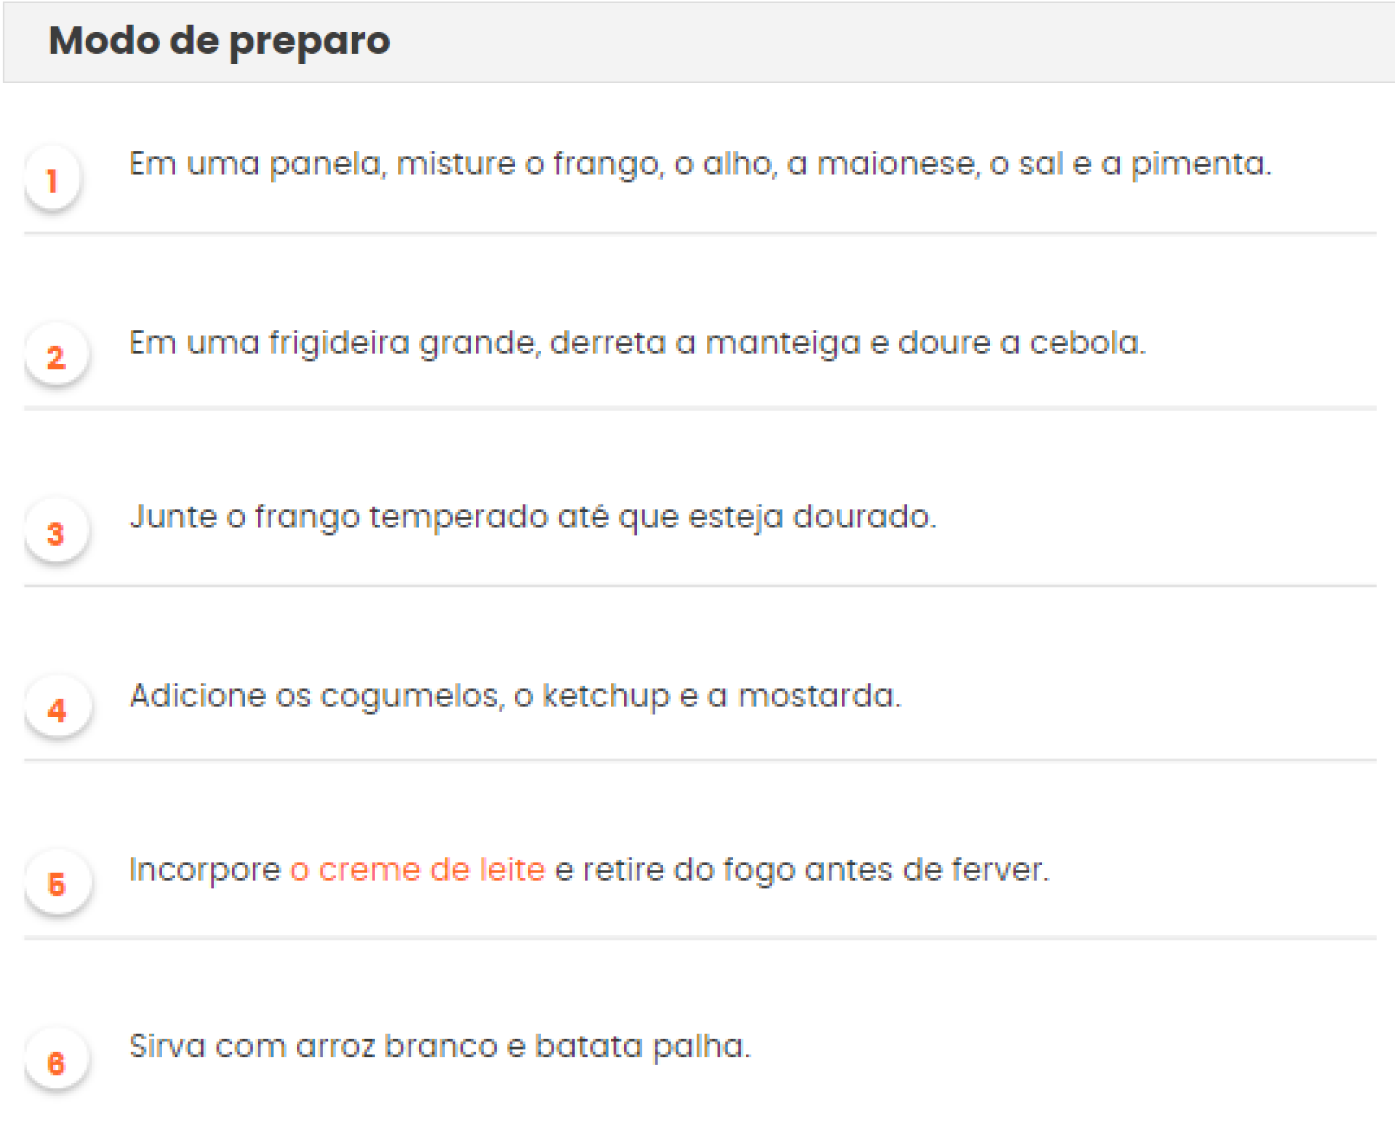 Modo de preparo
1 Em uma panela, misture o frango, o alho, a maionese, o sal e a pimenta.
2 Em uma frigideira grande, derreta a manteiga e doure a cebola.
3 Junte o frango temperado até que esteja dourado.
4 Adicione os cogumelos, o ketchup e a mostarda.
5 Incorpore o creme de leite e retire do fogo antes de ferver.
6 Sirva com arroz branco e batata palha.